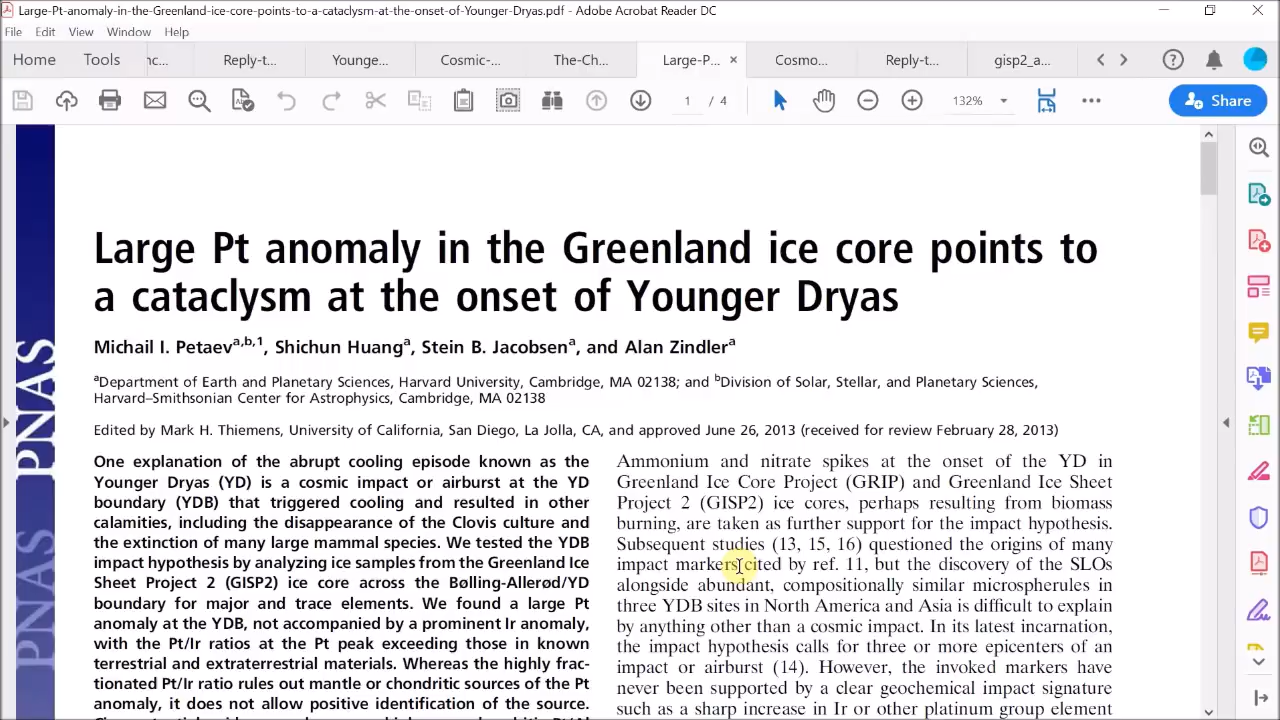 Large-Pt-anomaly-in-the-Greenland-ice-core-points-to-a-cataclysm-at-the-onset-of-Younger-Dryas.pdf - Adobe Acrobat Reader DC
File Edit View Window Help
Home Tools nc... Reply-t... Younge... Cosmic-... The-Ch... Large-P... × Cosmo... Reply-t... gisp2_a...
1 / 4 132% Share
PNAS
PNAS
Large Pt anomaly in the Greenland ice core points to
a cataclysm at the onset of Younger Dryas
Michail I. Petaev^a,b,1, Shichun Huang^a, Stein B. Jacobsen^a, and Alan Zindler^a
^aDepartment of Earth and Planetary Sciences, Harvard University, Cambridge, MA 02138; and ^bDivision of Solar, Stellar, and Planetary Sciences,
Harvard–Smithsonian Center for Astrophysics, Cambridge, MA 02138
Edited by Mark H. Thiemens, University of California, San Diego, La Jolla, CA, and approved June 26, 2013 (received for review February 28, 2013)
One explanation of the abrupt cooling episode known as the
Younger Dryas (YD) is a cosmic impact or airburst at the YD
boundary (YDB) that triggered cooling and resulted in other
calamities, including the disappearance of the Clovis culture and
the extinction of many large mammal species. We tested the YDB
impact hypothesis by analyzing ice samples from the Greenland Ice
Sheet Project 2 (GISP2) ice core across the Bølling-Allerød/YD
boundary for major and trace elements. We found a large Pt
anomaly at the YDB, not accompanied by a prominent Ir anomaly,
with the Pt/Ir ratios at the Pt peak exceeding those in known
terrestrial and extraterrestrial materials. Whereas the highly frac-
tionated Pt/Ir ratio rules out mantle or chondritic sources of the Pt
anomaly, it does not allow positive identification of the source.
Ammonium and nitrate spikes at the onset of the YD in
Greenland Ice Core Project (GRIP) and Greenland Ice Sheet
Project 2 (GISP2) ice cores, perhaps resulting from biomass
burning, are taken as further support for the impact hypothesis.
Subsequent studies (13, 15, 16) questioned the origins of many
impact markers cited by ref. 11, but the discovery of the SLOs
alongside abundant, compositionally similar microspherules in
three YDB sites in North America and Asia is difficult to explain
by anything other than a cosmic impact. In its latest incarnation,
the impact hypothesis calls for three or more epicenters of an
impact or airburst (14). However, the invoked markers have
never been supported by a clear geochemical impact signature
such as a sharp increase in Ir or other platinum group element